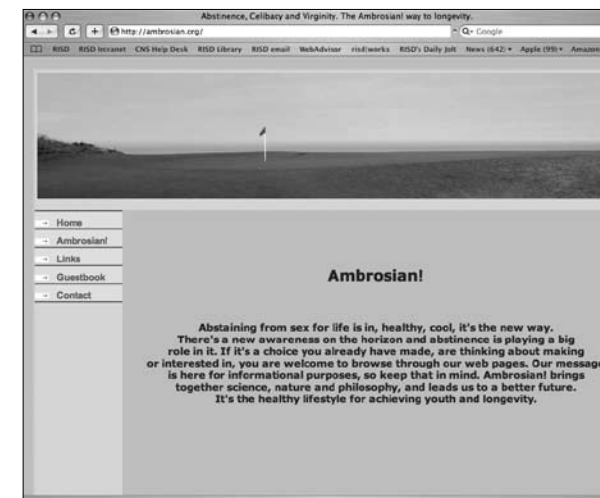 Abstinence, Celibacy and Virginity. The Ambrosian! way to longevity.
http://ambrosian.org/
Google
RISD RISD Intranet CNS Help Desk RISD Library RISD email WebAdvisor risd|works RISD's Daily Jolt News (642) Apple (99) Amazon
Home
Ambrosian!
Links
Guestbook
Contact
Ambrosian!
Abstaining from sex for life is in, healthy, cool, it's the new way.
There's a new awareness on the horizon and abstinence is playing a big
role in it. If it's a choice you already have made, are thinking about making
or interested in, you are welcome to browse through our web pages. Our message
is here for informational purposes, so keep that in mind. Ambrosian! brings
together science, nature and philosophy, and leads us to a better future.
It's the healthy lifestyle for achieving youth and longevity.